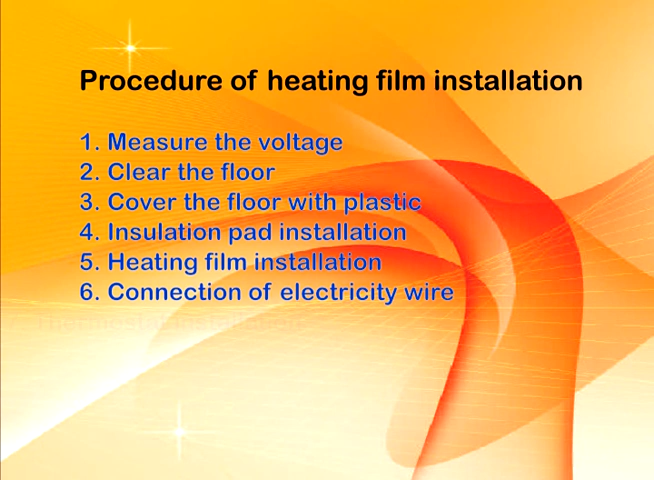 Procedure of heating film installation
1. Measure the voltage
2. Clear the floor
3. Cover the floor with plastic
4. Insulation pad installation
5. Heating film installation
6. Connection of electricity wire